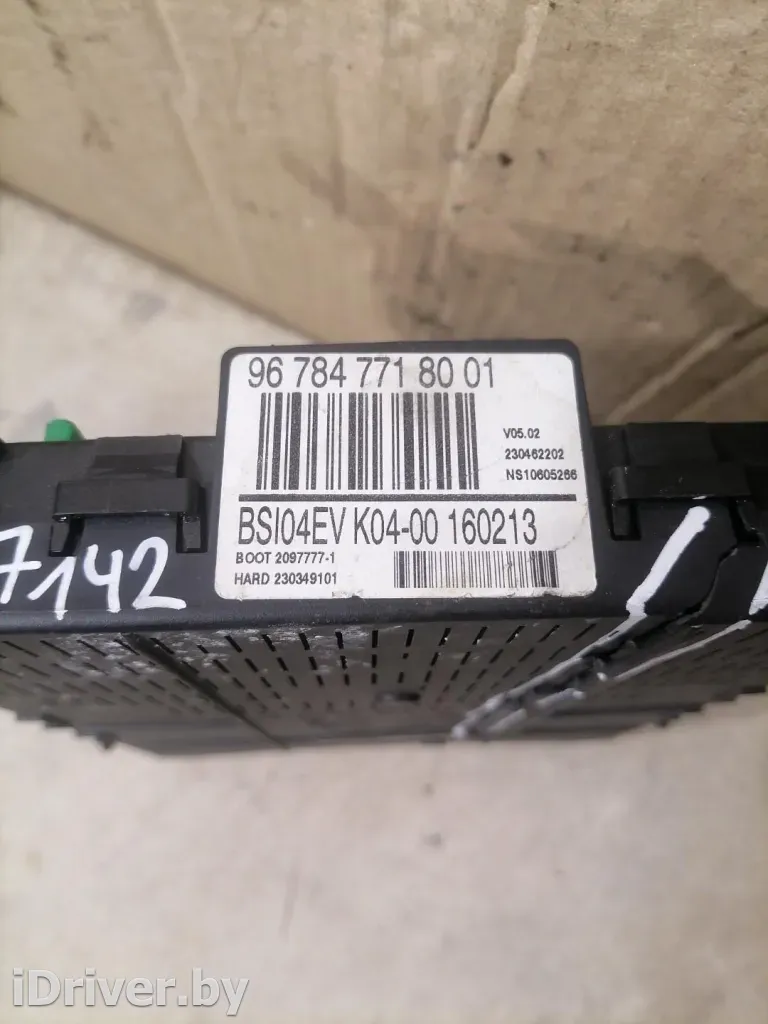 96 784 771 80 01
V05.02
230462202
NS10605266
BSI04EV K04-00 160213
BOOT 2097777-1
HARD 230349101
7142
iDriver.by